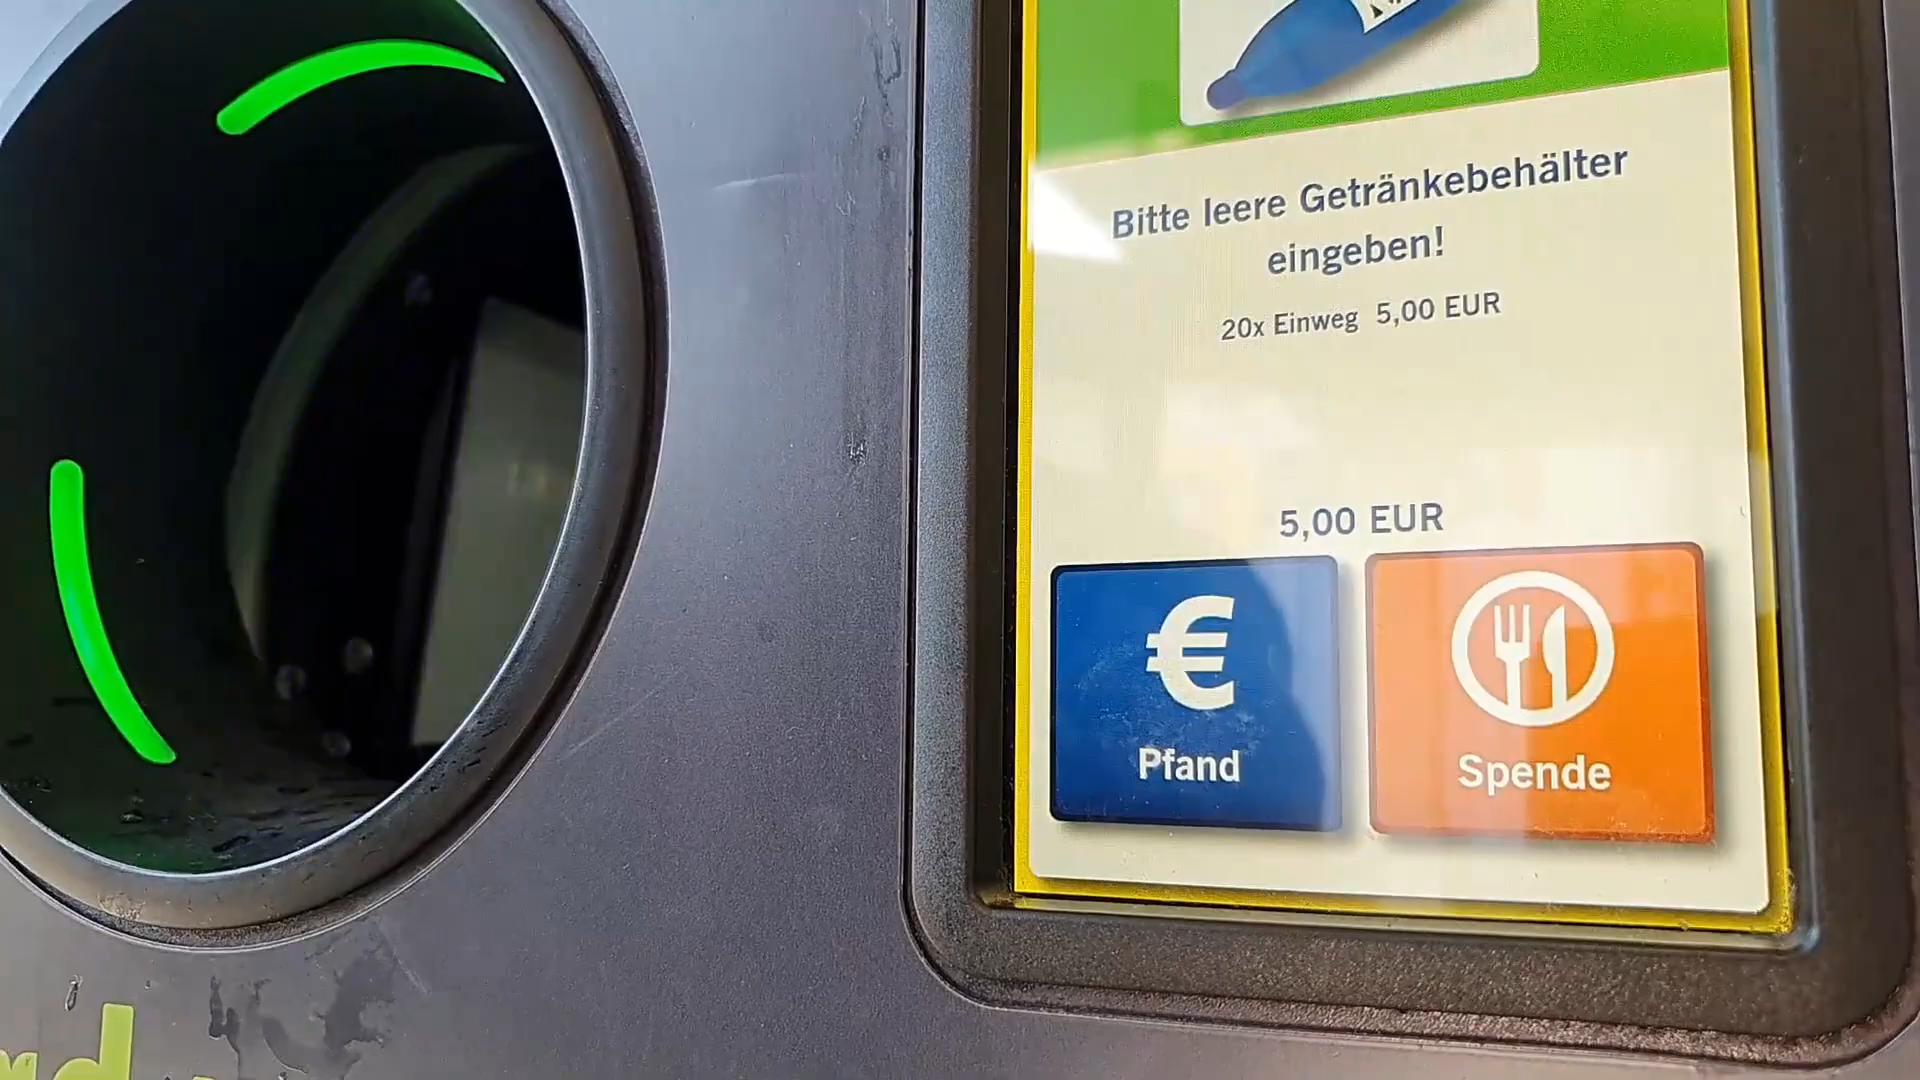 Bitte leere Getränkebehälter
eingeben!
20x Einweg 5,00 EUR
5,00 EUR
€
Pfand
Spende